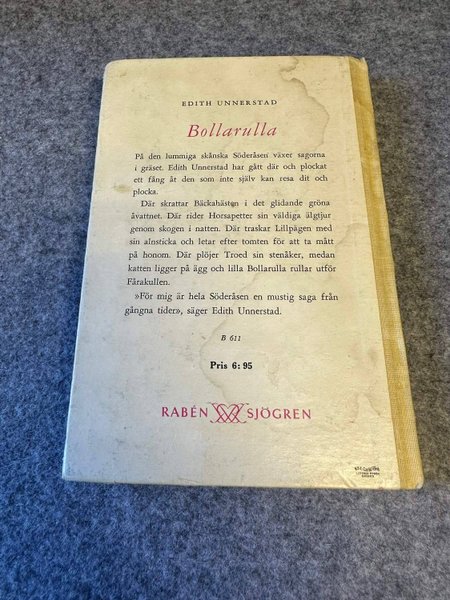 EDITH UNNERSTAD
Bollarulla
På den lummiga skånska Söderåsen växer sagorna
i gräset. Edith Unnerstad har gått där och plockat
ett fång åt den som inte själv kan resa dit och
plocka.
Där skrattar Bäckahästen i det glidande gröna
åvattnet. Där rider Horsapetter sin väldiga älgtjur
genom skogen i natten. Där traskar Lillpågen med
sin alnsticka och letar efter tomten för att ta mått
på honom. Där plöjer Troed sin stenåker, medan
katten ligger på ägg och lilla Bollarulla rullar utför
Fårakullen.
»För mig är hela Söderåsen en mustig saga från
gångna tider», säger Edith Unnerstad.
B 611
Pris 6:95
RABÉN SJÖGREN